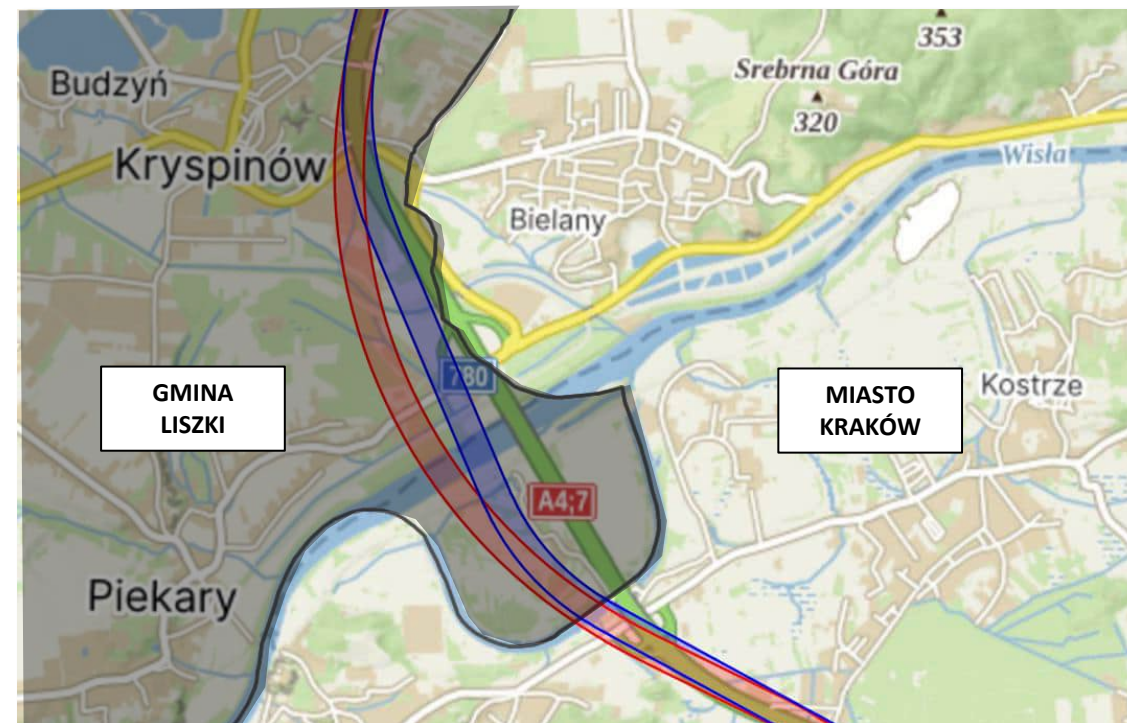 353
Srebrna Góra
320
Budzyń
Kryspinów
Wisła
Bielany
780
GMINA
LISZKI
MIASTO
KRAKÓW
Kostrze
A4;7
Piekary